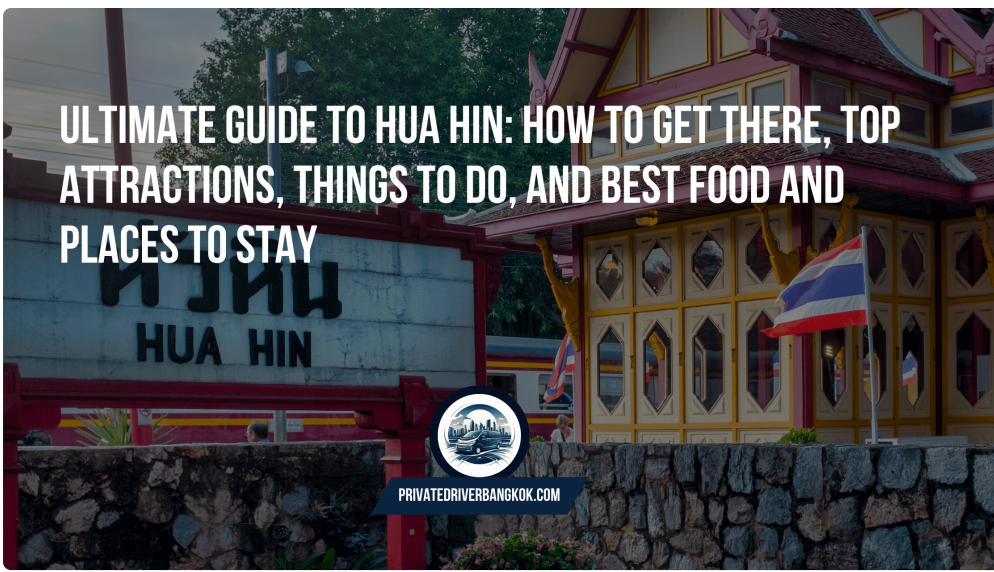 ULTIMATE GUIDE TO HUA HIN: HOW TO GET THERE, TOP
ATTRACTIONS, THINGS TO DO, AND BEST FOOD AND
PLACES TO STAY
หัวหิน
HUA HIN
PRIVATEDRIVERBANGKOK.COM